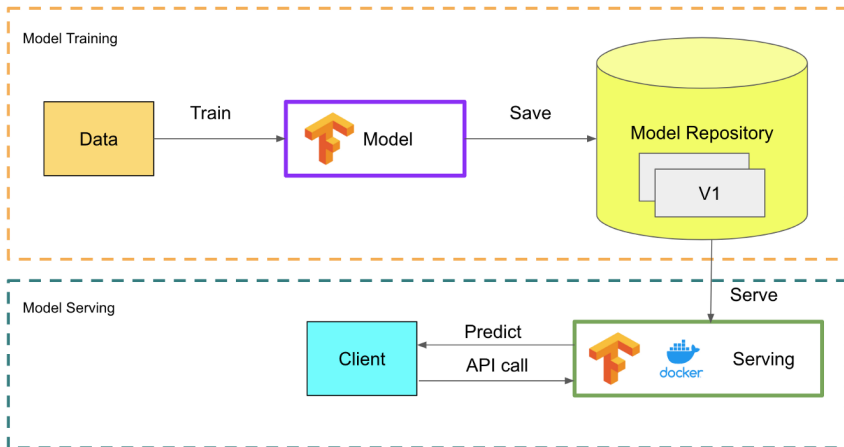 Model Training
Data
Train
Model
Save
Model Repository
V1
Serve
Model Serving
Client
Predict
API call
docker
Serving